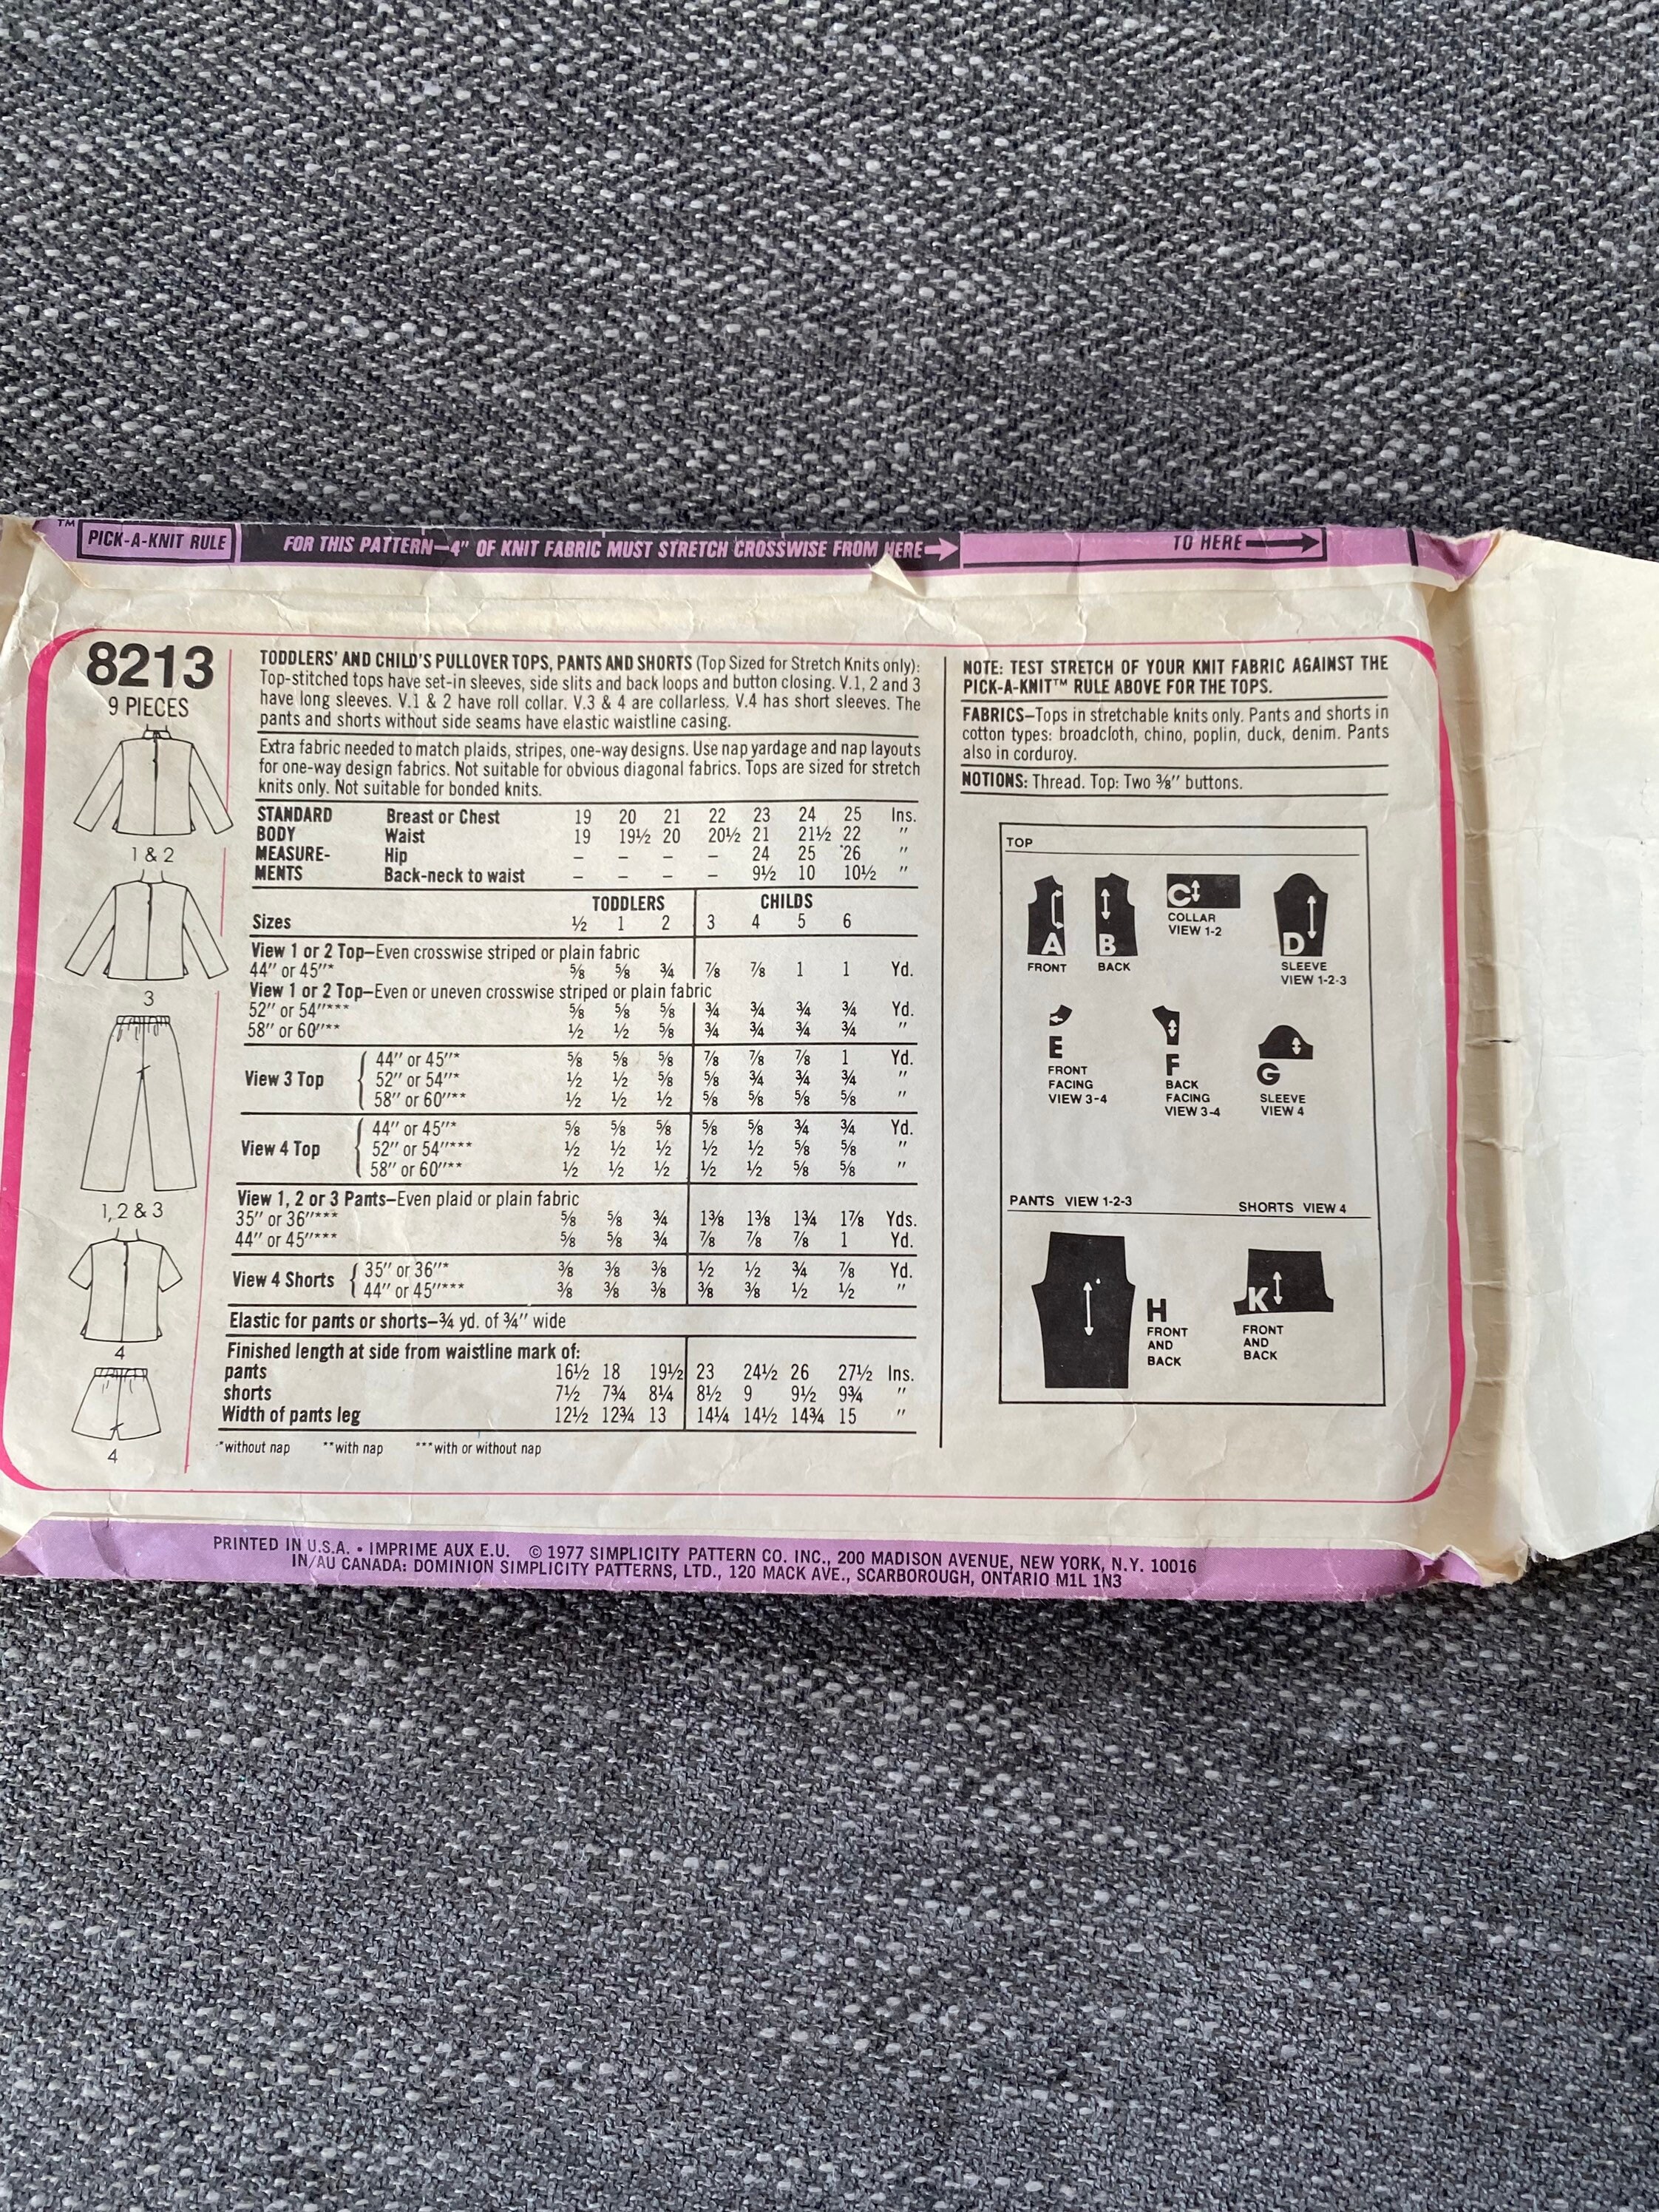 ™ PICK-A-KNIT RULE FOR THIS PATTERN—4" OF KNIT FABRIC MUST STRETCH CROSSWISE FROM HERE TO HERE
8213
9 PIECES
1 & 2
3
1, 2 & 3
4
4
TODDLERS' AND CHILD'S PULLOVER TOPS, PANTS AND SHORTS (Top Sized for Stretch Knits only):
Top-stitched tops have set-in sleeves, side slits and back loops and button closing. V.1, 2 and 3
have long sleeves. V.1 & 2 have roll collar. V.3 & 4 are collarless. V.4 has short sleeves. The
pants and shorts without side seams have elastic waistline casing.
Extra fabric needed to match plaids, stripes, one-way designs. Use nap yardage and nap layouts
for one-way design fabrics. Not suitable for obvious diagonal fabrics. Tops are sized for stretch
knits only. Not suitable for bonded knits.
STANDARD Breast or Chest 19 20 21 22 23 24 25 Ins.
BODY Waist 19 19½ 20 20½ 21 21½ 22 "
MEASURE- Hip – – – – 24 25 26 "
MENTS Back-neck to waist – – – – 9½ 10 10½ "
TODDLERS CHILDS
Sizes ½ 1 2 3 4 5 6
View 1 or 2 Top—Even crosswise striped or plain fabric
44" or 45"* ⅝ ⅝ ¾ ⅞ ⅞ 1 1 Yd.
View 1 or 2 Top—Even or uneven crosswise striped or plain fabric
52" or 54"*** ⅝ ⅝ ⅝ ¾ ¾ ¾ ¾ Yd.
58" or 60"** ½ ½ ⅝ ¾ ¾ ¾ ¾ "
View 3 Top
44" or 45"* ⅝ ⅝ ⅝ ⅞ ⅞ ⅞ 1 Yd.
52" or 54"* ½ ½ ⅝ ⅝ ¾ ¾ ¾ "
58" or 60"** ½ ½ ½ ⅝ ⅝ ⅝ ⅝ "
View 4 Top
44" or 45"* ⅝ ⅝ ⅝ ⅝ ⅝ ¾ ¾ Yd.
52" or 54"*** ½ ½ ½ ½ ½ ⅝ ⅝ "
58" or 60"** ½ ½ ½ ½ ½ ⅝ ⅝ "
View 1, 2 or 3 Pants—Even plaid or plain fabric
35" or 36"*** ⅝ ⅝ ¾ 1⅜ 1⅜ 1¾ 1⅞ Yds.
44" or 45"*** ⅝ ⅝ ¾ ⅞ ⅞ ⅞ 1 Yd.
View 4 Shorts
35" or 36"* ⅜ ⅜ ⅜ ½ ½ ¾ ⅞ Yd.
44" or 45"*** ⅜ ⅜ ⅜ ⅜ ⅜ ½ ½ "
Elastic for pants or shorts—¾ yd. of ¾" wide
Finished length at side from waistline mark of:
pants 16½ 18 19½ 23 24½ 26 27½ Ins.
shorts 7½ 7¾ 8¼ 8½ 9 9½ 9¾ "
Width of pants leg 12½ 12¾ 13 14¼ 14½ 14¾ 15 "
*without nap **with nap ***with or without nap
NOTE: TEST STRETCH OF YOUR KNIT FABRIC AGAINST THE
PICK-A-KNIT™ RULE ABOVE FOR THE TOPS.
FABRICS—Tops in stretchable knits only. Pants and shorts in
cotton types: broadcloth, chino, poplin, duck, denim. Pants
also in corduroy.
NOTIONS: Thread. Top: Two ⅜" buttons.
TOP
A
FRONT
B
BACK
C
COLLAR
VIEW 1-2
D
SLEEVE
VIEW 1-2-3
E
FRONT
FACING
VIEW 3-4
F
BACK
FACING
VIEW 3-4
G
SLEEVE
VIEW 4
PANTS VIEW 1-2-3
SHORTS VIEW 4
H
FRONT
AND
BACK
K
FRONT
AND
BACK
PRINTED IN U.S.A. • IMPRIME AUX E.U. © 1977 SIMPLICITY PATTERN CO. INC., 200 MADISON AVENUE, NEW YORK, N.Y. 10016
IN/AU CANADA: DOMINION SIMPLICITY PATTERNS, LTD., 120 MACK AVE., SCARBOROUGH, ONTARIO M1L 1N3